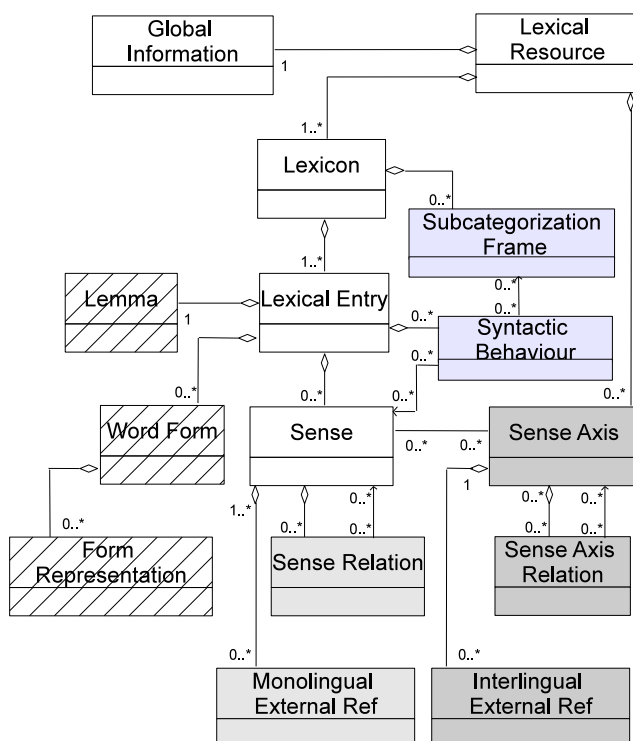 Global
Information
Lexical
Resource
1
1..*
Lexicon
0..*
Subcategorization
Frame
1..*
0..*
Lemma
Lexical Entry
0..*
0..*
1
Syntactic
Behaviour
0..*
0..*
0..*
0..*
0..*
Word Form
Sense
Sense Axis
0..*
0..*
1..*
0..*
1
0..*
0..*
0..*
0..*
0..*
Form
Representation
Sense Relation
Sense Axis
Relation
0..*
0..*
Monolingual
External Ref
Interlingual
External Ref